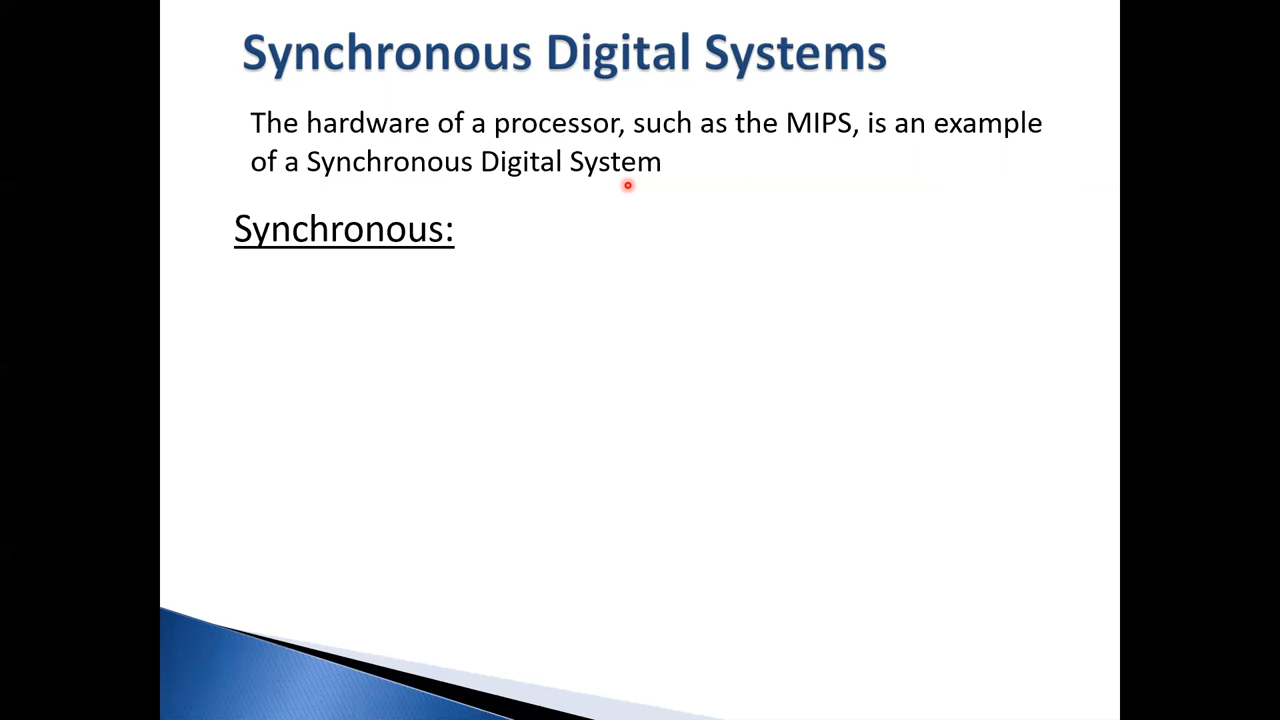 Synchronous Digital Systems
The hardware of a processor, such as the MIPS, is an example
of a Synchronous Digital System
Synchronous: